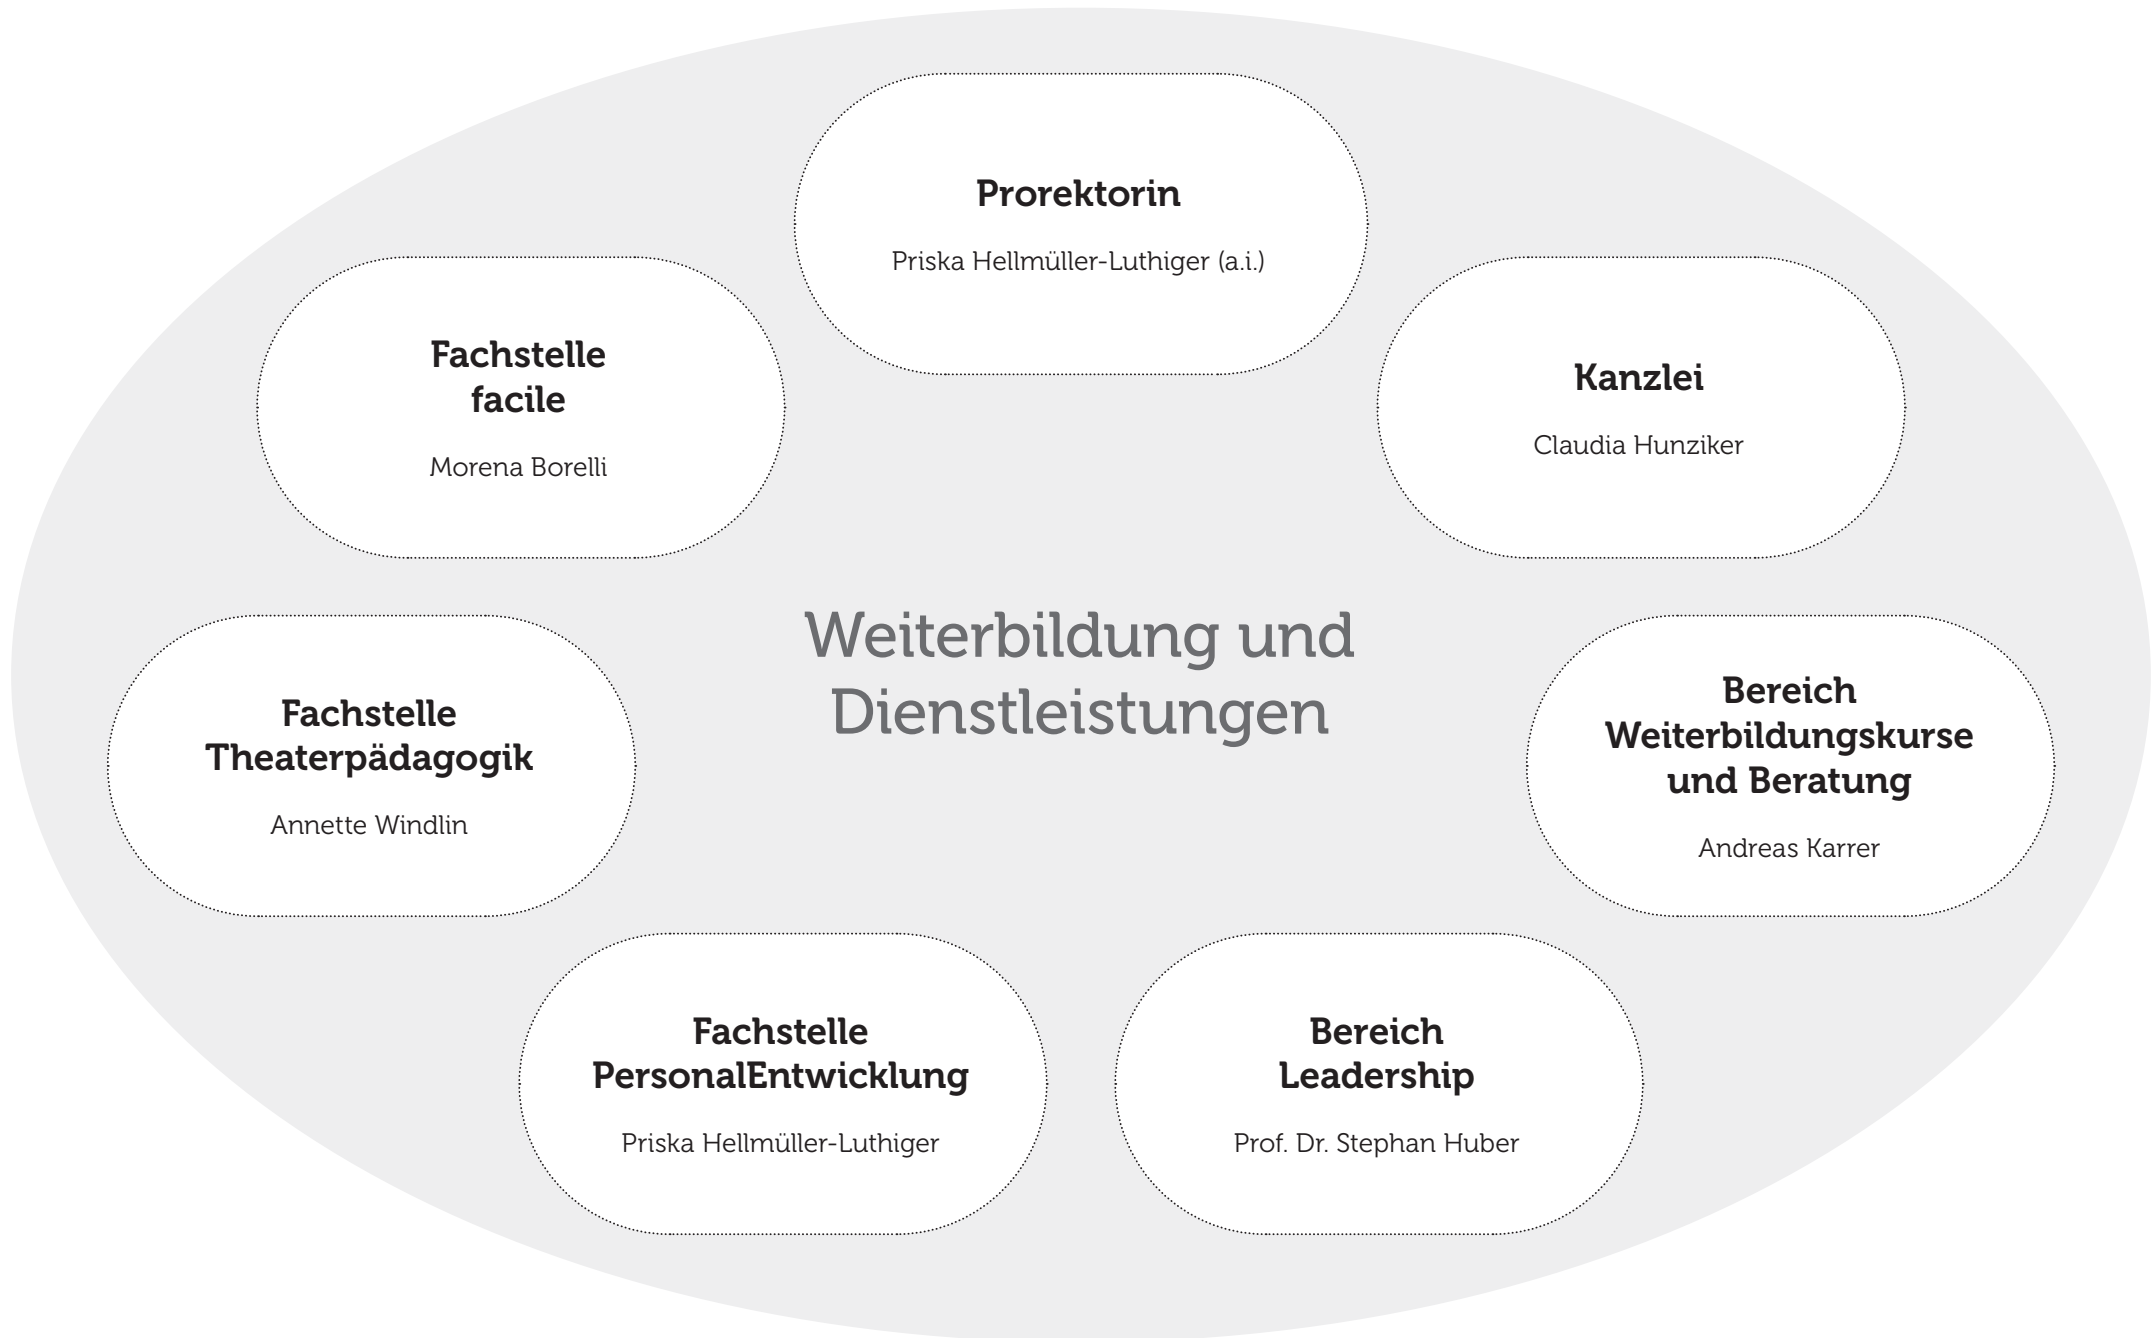 Prorektorin
Priska Hellmüller-Luthiger (a.i.)
Fachstelle
facile
Morena Borelli
Kanzlei
Claudia Hunziker
Weiterbildung und
Dienstleistungen
Fachstelle
Theaterpädagogik
Annette Windlin
Bereich
Weiterbildungskurse
und Beratung
Andreas Karrer
Fachstelle
PersonalEntwicklung
Priska Hellmüller-Luthiger
Bereich
Leadership
Prof. Dr. Stephan Huber